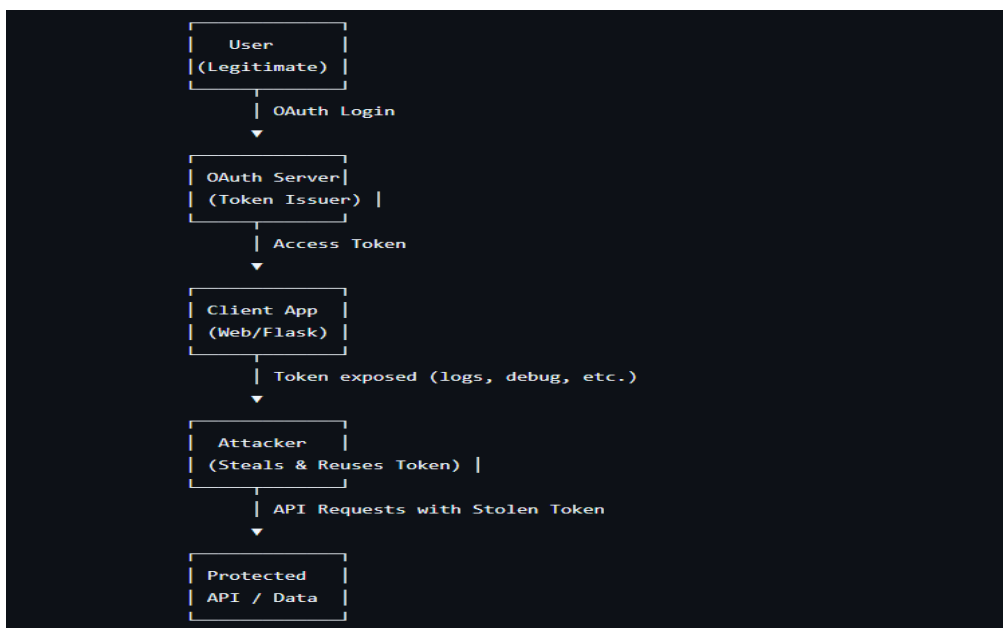 User
(Legitimate)
OAuth Login
OAuth Server
(Token Issuer)
Access Token
Client App
(Web/Flask)
Token exposed (logs, debug, etc.)
Attacker
(Steals & Reuses Token)
API Requests with Stolen Token
Protected
API / Data